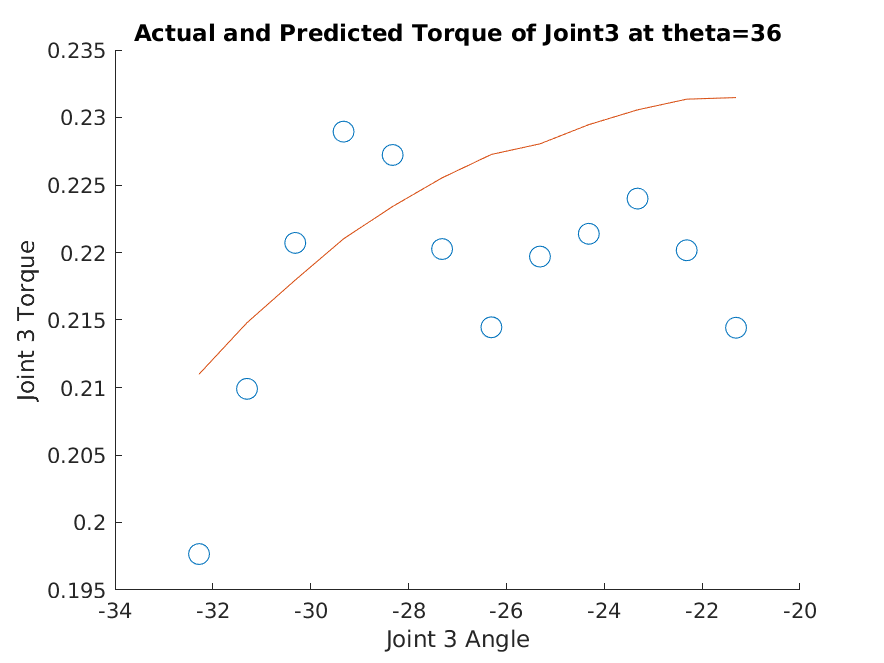 Actual and Predicted Torque of Joint3 at theta=36
0.235
0.23
0.225
0.22
0.215
0.21
0.205
0.2
0.195
Joint 3 Torque
-34 -32 -30 -28 -26 -24 -22 -20
Joint 3 Angle